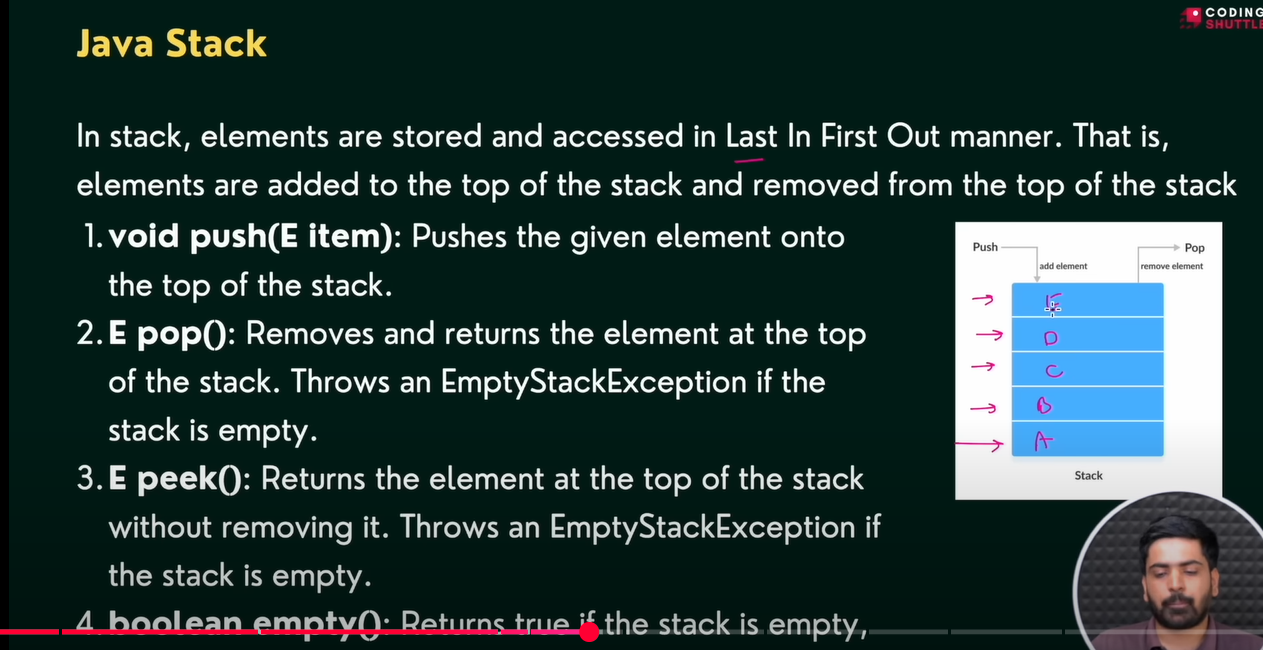 CODING
SHUTTLE
Java Stack
In stack, elements are stored and accessed in Last In First Out manner. That is,
elements are added to the top of the stack and removed from the top of the stack
1. void push(E item): Pushes the given element onto
the top of the stack.
2. E pop(): Removes and returns the element at the top
of the stack. Throws an EmptyStackException if the
stack is empty.
3. E peek(): Returns the element at the top of the stack
without removing it. Throws an EmptyStackException if
the stack is empty.
4. boolean empty(): Returns true if the stack is empty,
Push
Pop
add element
remove element
E
D
C
B
A
Stack